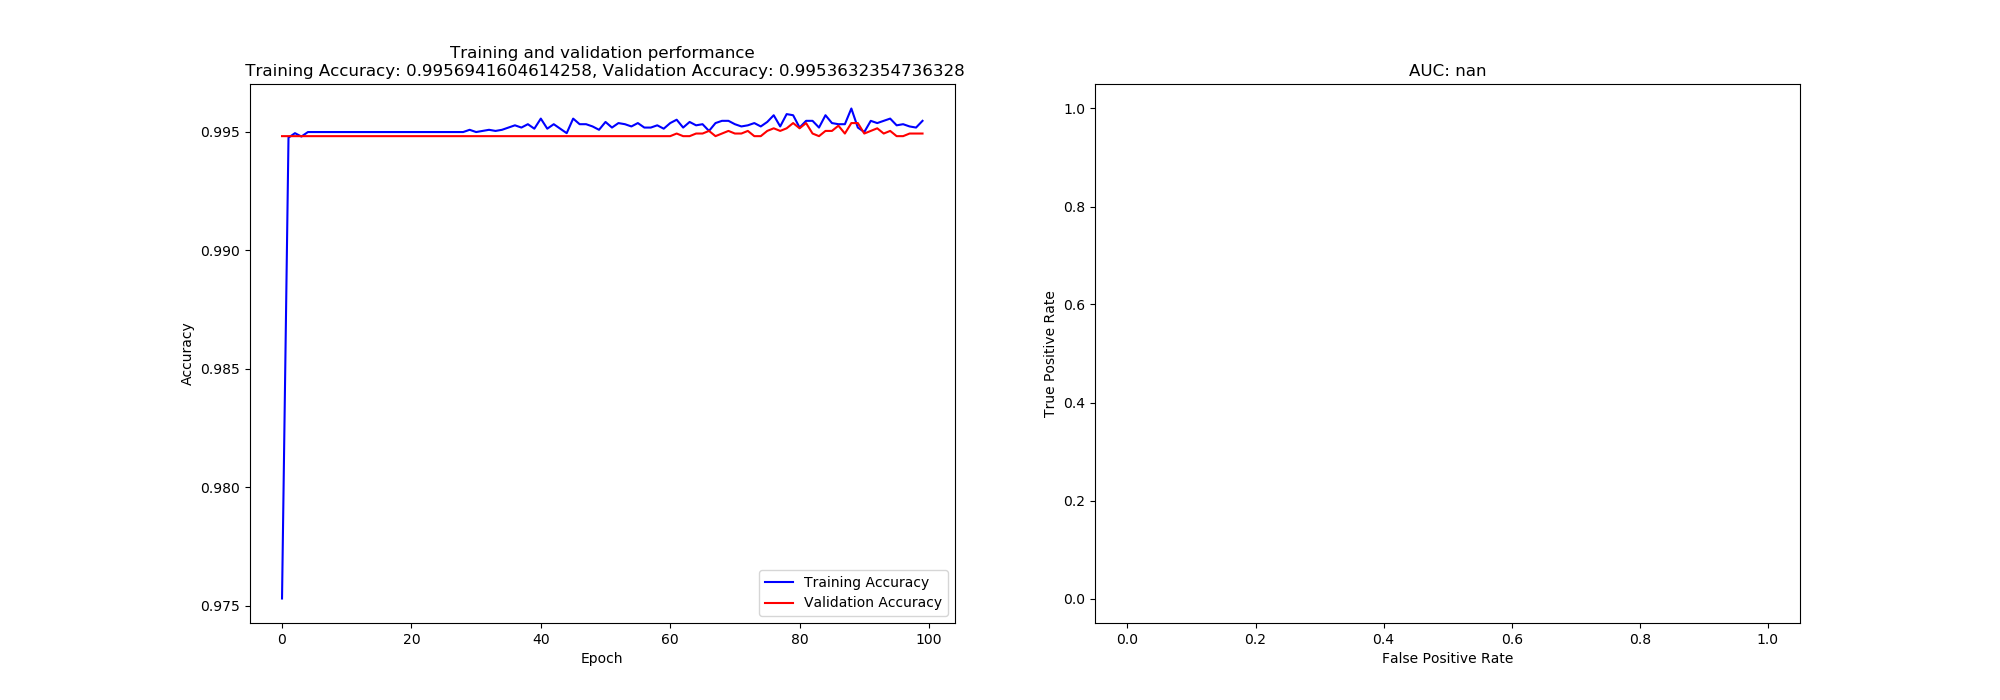 Training and validation performance
Training Accuracy: 0.9956941604614258, Validation Accuracy: 0.9953632354736328
0.995
0.990
0.985
0.980
0.975
Accuracy
0 20 40 60 80 100
Epoch
Training Accuracy
Validation Accuracy
AUC: nan
1.0
0.8
0.6
0.4
0.2
0.0
True Positive Rate
0.0 0.2 0.4 0.6 0.8 1.0
False Positive Rate